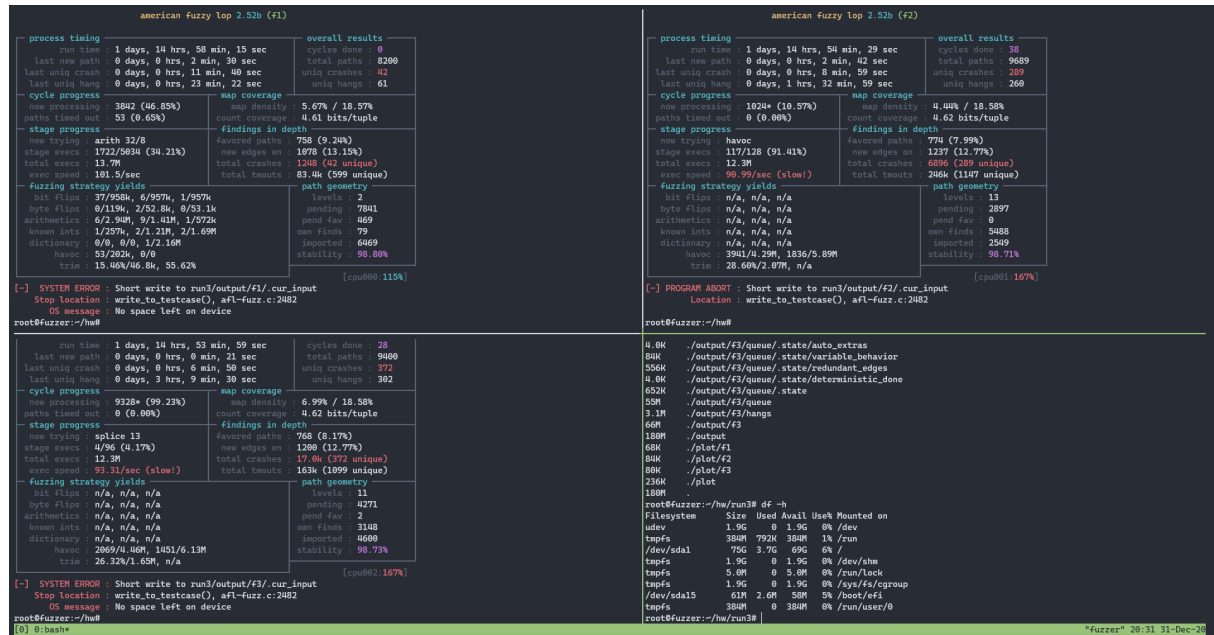 american fuzzy lop 2.52b (f1)
process timing overall results
run time : 1 days, 14 hrs, 58 min, 15 sec cycles done : 0
last new path : 0 days, 0 hrs, 2 min, 30 sec total paths : 8200
last uniq crash : 0 days, 0 hrs, 11 min, 40 sec uniq crashes : 42
last uniq hang : 0 days, 0 hrs, 23 min, 22 sec uniq hangs : 61
cycle progress map coverage
now processing : 3842 (46.85%) map density : 5.67% / 18.57%
paths timed out : 53 (0.65%) count coverage : 4.61 bits/tuple
stage progress findings in depth
now trying : arith 32/8 favored paths : 758 (9.24%)
stage execs : 1722/5034 (34.21%) new edges on : 1078 (13.15%)
total execs : 13.7M total crashes : 1248 (42 unique)
exec speed : 101.5/sec total tmouts : 83.4k (599 unique)
fuzzing strategy yields path geometry
bit flips : 37/958k, 6/957k, 1/957k levels : 2
byte flips : 0/119k, 2/52.8k, 0/53.1k pending : 7841
arithmetics : 6/2.94M, 9/1.41M, 1/572k pend fav : 469
known ints : 1/257k, 2/1.21M, 2/1.69M own finds : 79
dictionary : 0/0, 0/0, 1/2.16M imported : 6469
havoc : 53/202k, 0/0 stability : 98.80%
trim : 15.46%/46.8k, 55.62%
[cpu000:115%]
[-] SYSTEM ERROR : Short write to run3/output/f1/.cur_input
Stop location : write_to_testcase(), afl-fuzz.c:2482
OS message : No space left on device
root@fuzzer:~/hw#
american fuzzy lop 2.52b (f2)
process timing overall results
run time : 1 days, 14 hrs, 54 min, 29 sec cycles done : 38
last new path : 0 days, 0 hrs, 2 min, 42 sec total paths : 9689
last uniq crash : 0 days, 0 hrs, 8 min, 59 sec uniq crashes : 289
last uniq hang : 0 days, 1 hrs, 32 min, 59 sec uniq hangs : 260
cycle progress map coverage
now processing : 1024* (10.57%) map density : 4.44% / 18.58%
paths timed out : 0 (0.00%) count coverage : 4.62 bits/tuple
stage progress findings in depth
now trying : havoc favored paths : 774 (7.99%)
stage execs : 117/128 (91.41%) new edges on : 1237 (12.77%)
total execs : 12.3M total crashes : 6896 (289 unique)
exec speed : 90.99/sec (slow!) total tmouts : 246k (1147 unique)
fuzzing strategy yields path geometry
bit flips : n/a, n/a, n/a levels : 13
byte flips : n/a, n/a, n/a pending : 2897
arithmetics : n/a, n/a, n/a pend fav : 0
known ints : n/a, n/a, n/a own finds : 5488
dictionary : n/a, n/a, n/a imported : 2549
havoc : 3941/4.29M, 1836/5.89M stability : 98.71%
trim : 28.60%/2.07M, n/a
[cpu001:167%]
[-] PROGRAM ABORT : Short write to run3/output/f2/.cur_input
Location : write_to_testcase(), afl-fuzz.c:2482
root@fuzzer:~/hw#
run time : 1 days, 14 hrs, 53 min, 59 sec cycles done : 28
last new path : 0 days, 0 hrs, 0 min, 21 sec total paths : 9400
last uniq crash : 0 days, 0 hrs, 6 min, 50 sec uniq crashes : 372
last uniq hang : 0 days, 3 hrs, 9 min, 30 sec uniq hangs : 302
cycle progress map coverage
now processing : 9328* (99.23%) map density : 6.99% / 18.58%
paths timed out : 0 (0.00%) count coverage : 4.62 bits/tuple
stage progress findings in depth
now trying : splice 13 favored paths : 768 (8.17%)
stage execs : 4/96 (4.17%) new edges on : 1200 (12.77%)
total execs : 12.3M total crashes : 17.0k (372 unique)
exec speed : 93.31/sec (slow!) total tmouts : 163k (1099 unique)
fuzzing strategy yields path geometry
bit flips : n/a, n/a, n/a levels : 11
byte flips : n/a, n/a, n/a pending : 4271
arithmetics : n/a, n/a, n/a pend fav : 2
known ints : n/a, n/a, n/a own finds : 3148
dictionary : n/a, n/a, n/a imported : 4600
havoc : 2069/4.46M, 1451/6.13M stability : 98.73%
trim : 26.32%/1.65M, n/a
[cpu002:167%]
[-] SYSTEM ERROR : Short write to run3/output/f3/.cur_input
Stop location : write_to_testcase(), afl-fuzz.c:2482
OS message : No space left on device
root@fuzzer:~/hw#
4.0K ./output/f3/queue/.state/auto_extras
84K ./output/f3/queue/.state/variable_behavior
556K ./output/f3/queue/.state/redundant_edges
4.0K ./output/f3/queue/.state/deterministic_done
652K ./output/f3/queue/.state
55M ./output/f3/queue
3.1M ./output/f3/hangs
66M ./output/f3
180M ./output
68K ./plot/f1
84K ./plot/f2
80K ./plot/f3
236K ./plot
180M .
root@fuzzer:~/hw/run3# df -h
Filesystem Size Used Avail Use% Mounted on
udev 1.9G 0 1.9G 0% /dev
tmpfs 384M 792K 384M 1% /run
/dev/sda1 75G 3.7G 69G 6% /
tmpfs 1.9G 0 1.9G 0% /dev/shm
tmpfs 5.0M 0 5.0M 0% /run/lock
tmpfs 1.9G 0 1.9G 0% /sys/fs/cgroup
/dev/sda15 61M 2.6M 58M 5% /boot/efi
tmpfs 384M 0 384M 0% /run/user/0
root@fuzzer:~/hw/run3#
[0] 0:bash* "fuzzer" 20:31 31-Dec-20